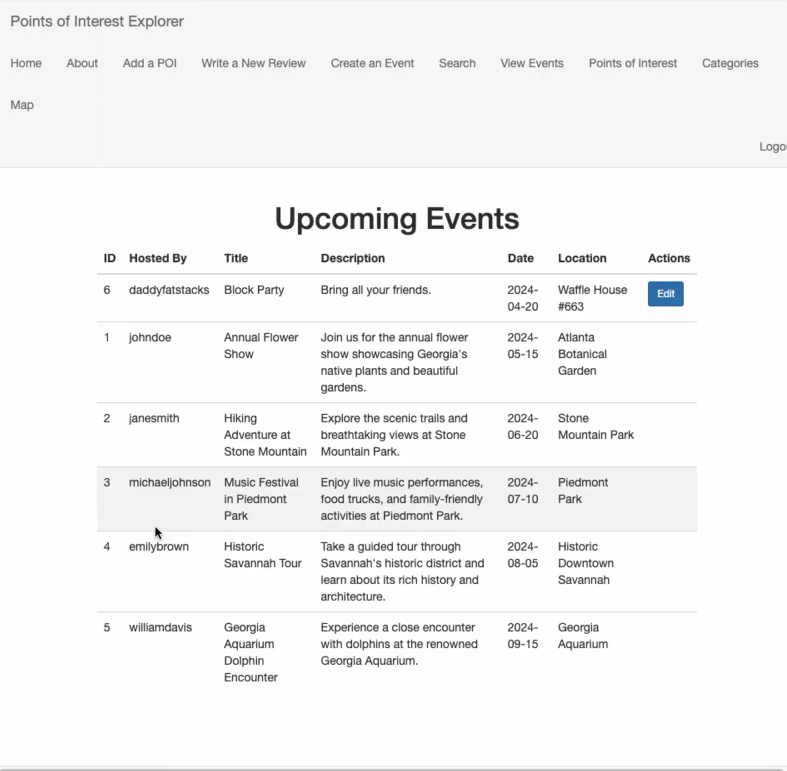 Points of Interest Explorer
Home About Add a POI Write a New Review Create an Event Search View Events Points of Interest Categories
Map
Logo
Upcoming Events
ID Hosted By Title Description Date Location Actions
6 daddyfatstacks Block Party Bring all your friends. 2024- Waffle House Edit
04-20 #663
1 johndoe Annual Flower Join us for the annual flower 2024- Atlanta
Show show showcasing Georgia's 05-15 Botanical
native plants and beautiful Garden
gardens.
2 janesmith Hiking Explore the scenic trails and 2024- Stone
Adventure at breathtaking views at Stone 06-20 Mountain Park
Stone Mountain Mountain Park.
3 michaeljohnson Music Festival Enjoy live music performances, 2024- Piedmont
in Piedmont food trucks, and family-friendly 07-10 Park
Park activities at Piedmont Park.
4 emilybrown Historic Take a guided tour through 2024- Historic
Savannah Tour Savannah's historic district and 08-05 Downtown
learn about its rich history and Savannah
architecture.
5 williamdavis Georgia Experience a close encounter 2024- Georgia
Aquarium with dolphins at the renowned 09-15 Aquarium
Dolphin Georgia Aquarium.
Encounter